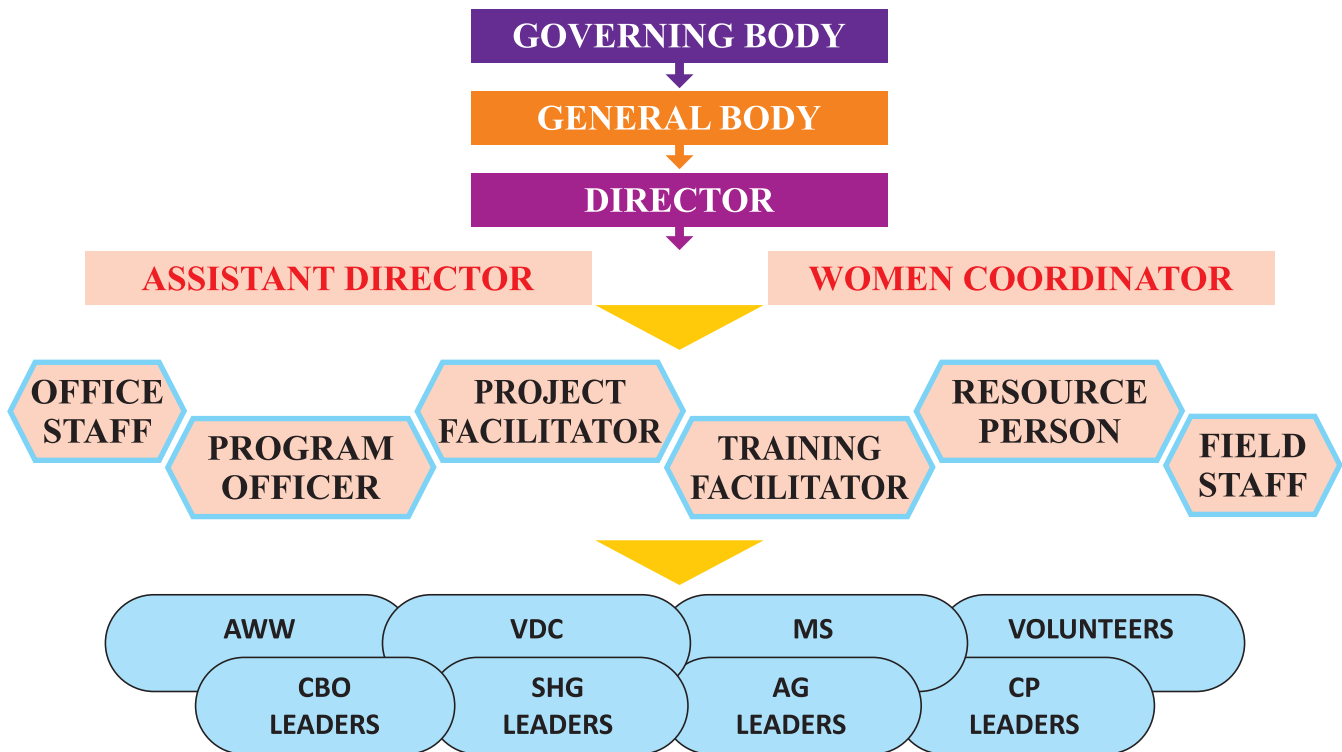 GOVERNING BODY
GENERAL BODY
DIRECTOR
ASSISTANT DIRECTOR
WOMEN COORDINATOR
OFFICE
STAFF
PROGRAM
OFFICER
PROJECT
FACILITATOR
TRAINING
FACILITATOR
RESOURCE
PERSON
FIELD
STAFF
AWW
VDC
MS
VOLUNTEERS
CBO
LEADERS
SHG
LEADERS
AG
LEADERS
CP
LEADERS